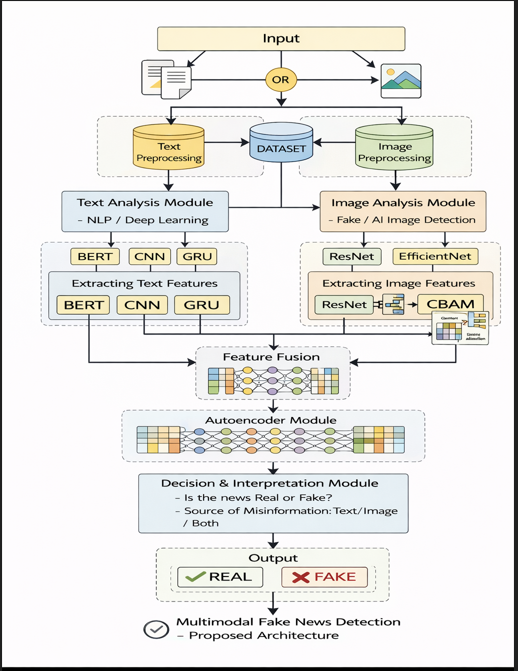 Input
OR
Text
Preprocessing
DATASET
Image
Preprocessing
Text Analysis Module
- NLP / Deep Learning
Image Analysis Module
- Fake / AI Image Detection
BERT
CNN
GRU
ResNet
EfficientNet
Extracting Text Features
BERT
CNN
GRU
Extracting Image Features
ResNet
CBAM
Feature Fusion
Autoencoder Module
Decision & Interpretation Module
- Is the news Real or Fake?
- Source of Misinformation: Text/Image
/ Both
Output
REAL
FAKE
Multimodal Fake News Detection
- Proposed Architecture